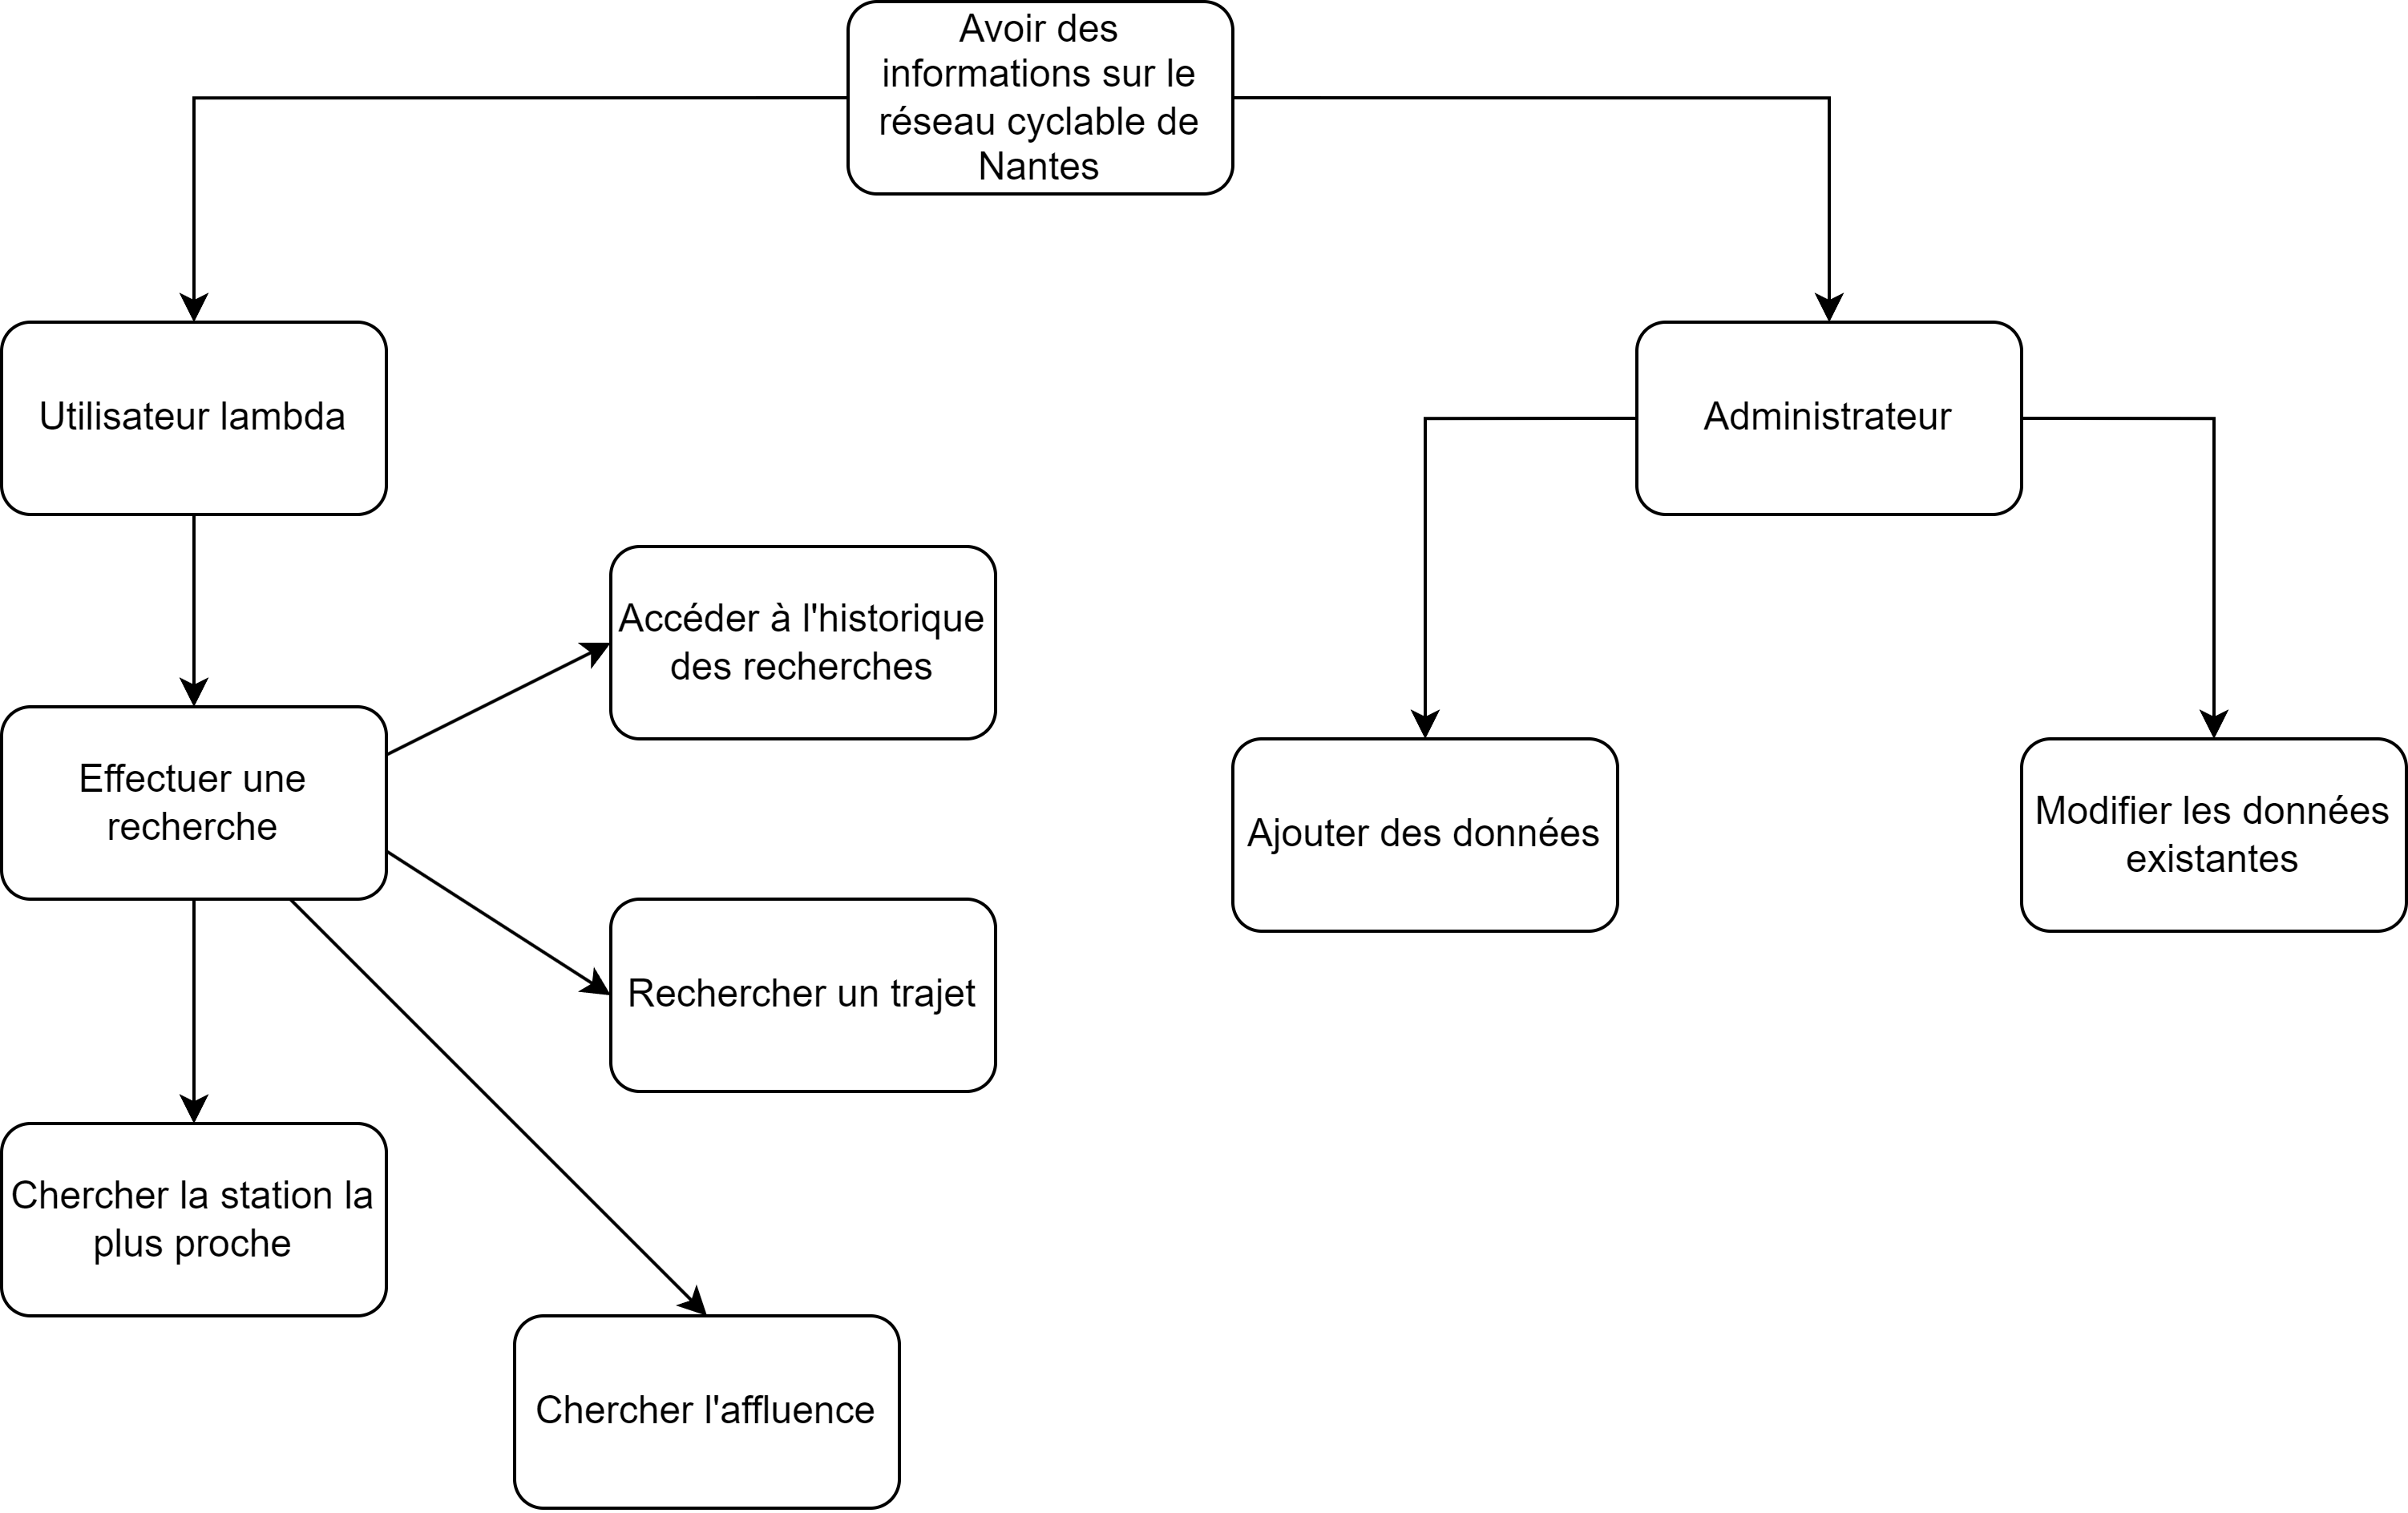 Avoir des
informations sur le
réseau cyclable de
Nantes
Utilisateur lambda
Administrateur
Accéder à l'historique
des recherches
Effectuer une
recherche
Ajouter des données
Modifier les données
existantes
Rechercher un trajet
Chercher la station la
plus proche
Chercher l'affluence